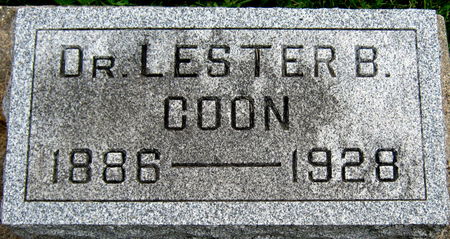 DR. LESTER B.
COON
1886—1928